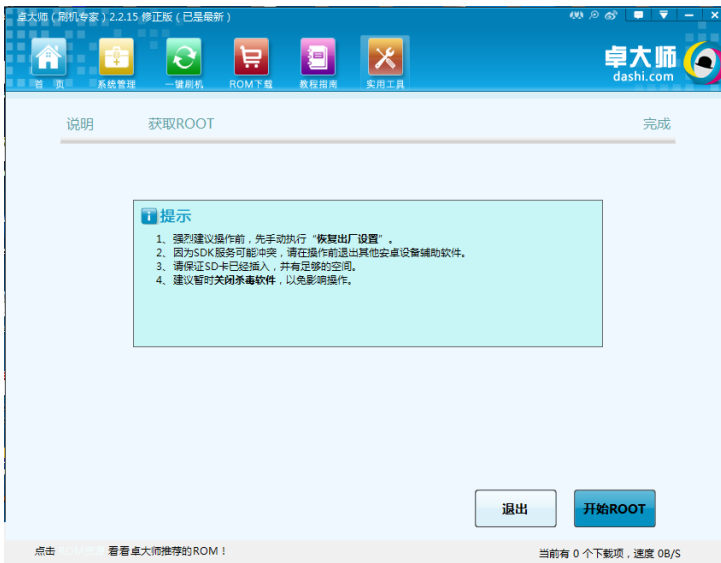 卓大师（刷机专家）2.2.15 修正版（已是最新）
首 页
系统管理
一键刷机
ROM下载
教程指南
实用工具
卓大师
dashi.com
说明
获取ROOT
完成
i提示
1、强烈建议操作前，先手动执行“恢复出厂设置”。
2、因为SDK服务可能冲突，请在操作前退出其他安卓设备辅助软件。
3、请保证SD卡已经插入，并有足够的空间。
4、建议暂时关闭杀毒软件，以免影响操作。
退出
开始ROOT
点击 看看卓大师推荐的ROM！
当前有 0 个下载项，速度 0B/S